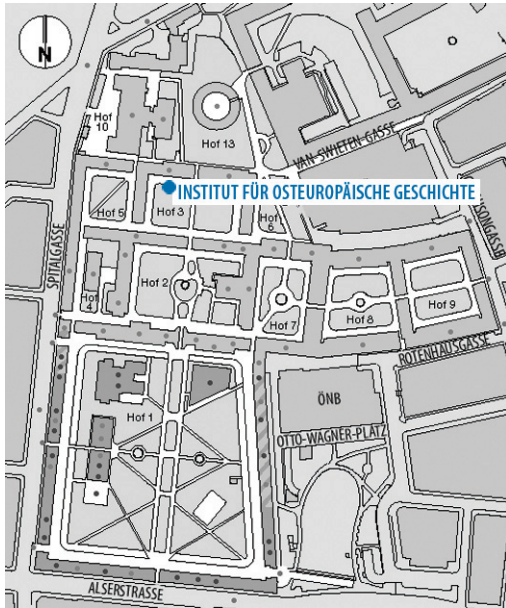 N
Hof
10
Hof 13
VAN-SWIETEN-GASSE
INSTITUT FÜR OSTEUROPÄISCHE GESCHICHTE
Hof 5
Hof 3
Hof
6
SPITALGASSE
Hof 2
Hof
4
Hof 7
Hof 8
Hof 9
ROTENHAUSGASSE
ÖNB
Hof 1
OTTO-WAGNER-PLATZ
ALSERSTRASSE